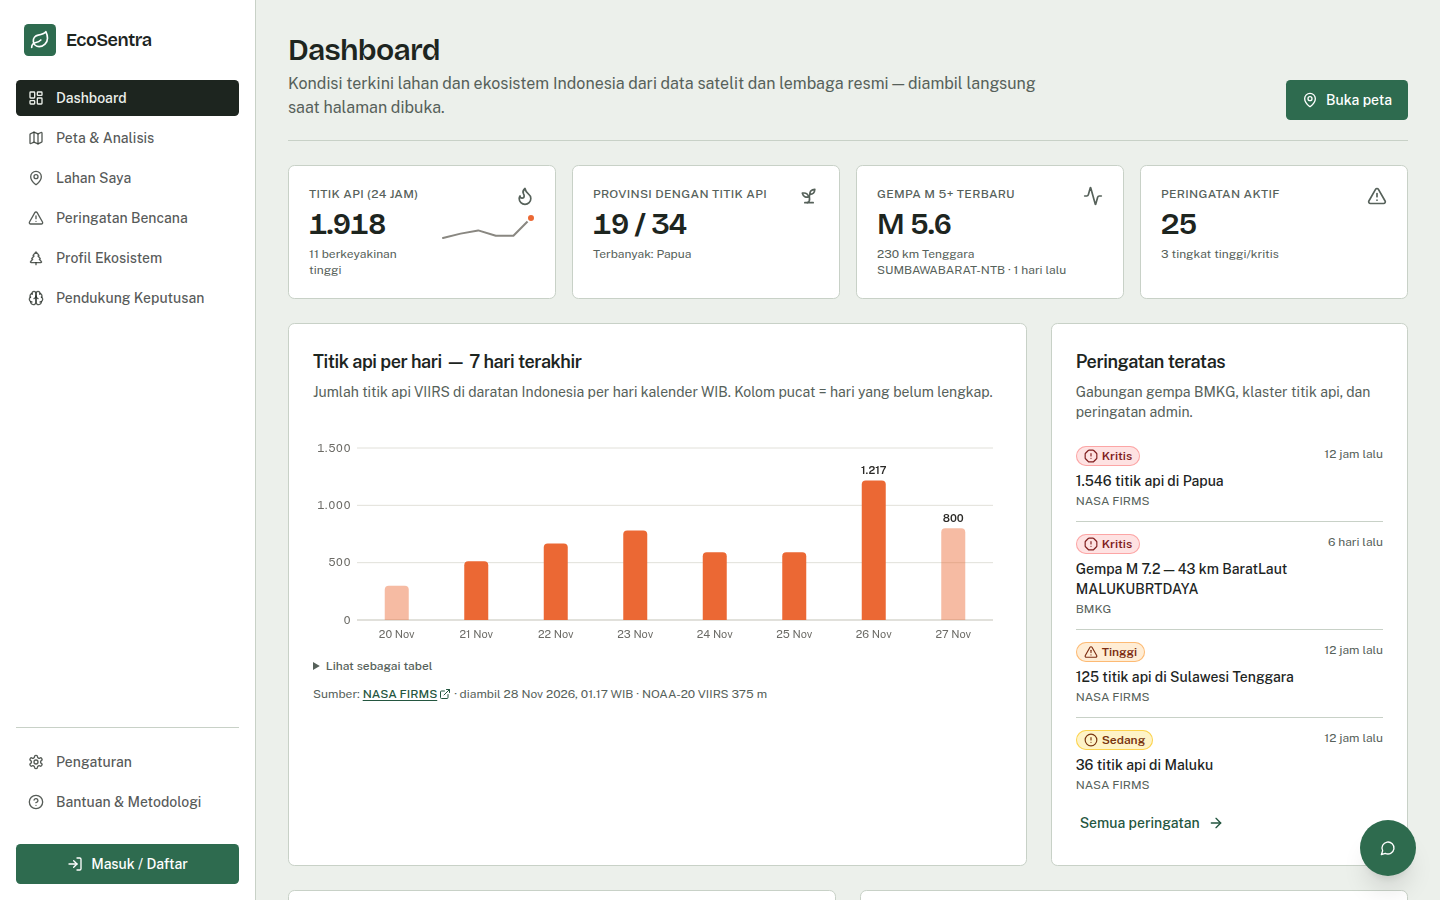 EcoSentra
Dashboard
Peta & Analisis
Lahan Saya
Peringatan Bencana
Profil Ekosistem
Pendukung Keputusan
Pengaturan
Bantuan & Metodologi
Masuk / Daftar
Dashboard
Kondisi terkini lahan dan ekosistem Indonesia dari data satelit dan lembaga resmi — diambil langsung
saat halaman dibuka.
Buka peta
TITIK API (24 JAM)
1.918
11 berkeyakinan
tinggi
PROVINSI DENGAN TITIK API
19 / 34
Terbanyak: Papua
GEMPA M 5+ TERBARU
M 5.6
230 km Tenggara
SUMBAWABARAT-NTB · 1 hari lalu
PERINGATAN AKTIF
25
3 tingkat tinggi/kritis
Titik api per hari — 7 hari terakhir
Jumlah titik api VIIRS di daratan Indonesia per hari kalender WIB. Kolom pucat = hari yang belum lengkap.
1.500
1.000
500
0
1.217
800
20 Nov
21 Nov
22 Nov
23 Nov
24 Nov
25 Nov
26 Nov
27 Nov
Lihat sebagai tabel
Sumber: NASA FIRMS · diambil 28 Nov 2026, 01.17 WIB · NOAA-20 VIIRS 375 m
Peringatan teratas
Gabungan gempa BMKG, klaster titik api, dan
peringatan admin.
Kritis 12 jam lalu
1.546 titik api di Papua
NASA FIRMS
Kritis 6 hari lalu
Gempa M 7.2 — 43 km BaratLaut
MALUKUBRTDAYA
BMKG
Tinggi 12 jam lalu
125 titik api di Sulawesi Tenggara
NASA FIRMS
Sedang 12 jam lalu
36 titik api di Maluku
NASA FIRMS
Semua peringatan